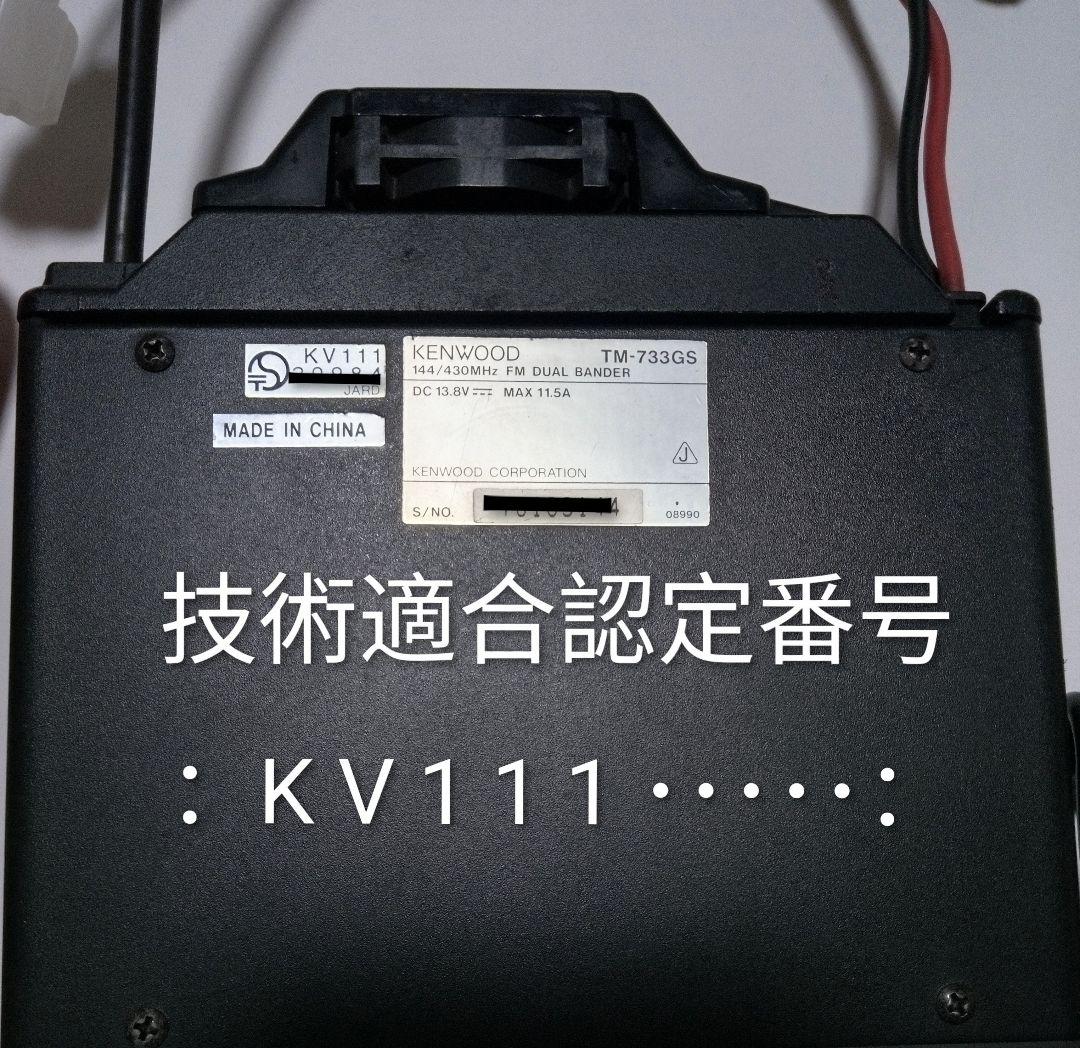 KV111
JARD
MADE IN CHINA
KENWOOD TM-733GS
144/430MHz FM DUAL BANDER
DC 13.8V⎓ MAX 11.5A
J
KENWOOD CORPORATION
S/NO.
08990
技術適合認定番号
：KV111・・・・・：